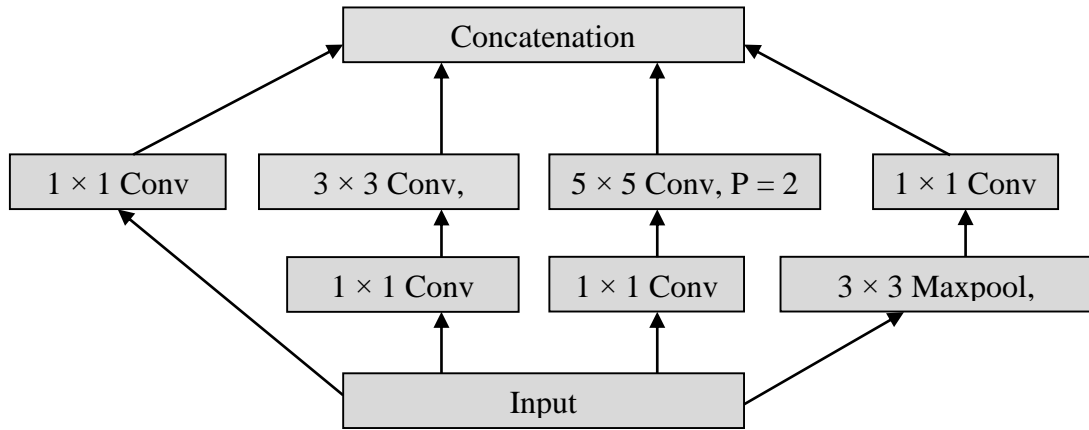 Concatenation
1 × 1 Conv
3 × 3 Conv,
5 × 5 Conv, P = 2
1 × 1 Conv
1 × 1 Conv
1 × 1 Conv
3 × 3 Maxpool,
Input